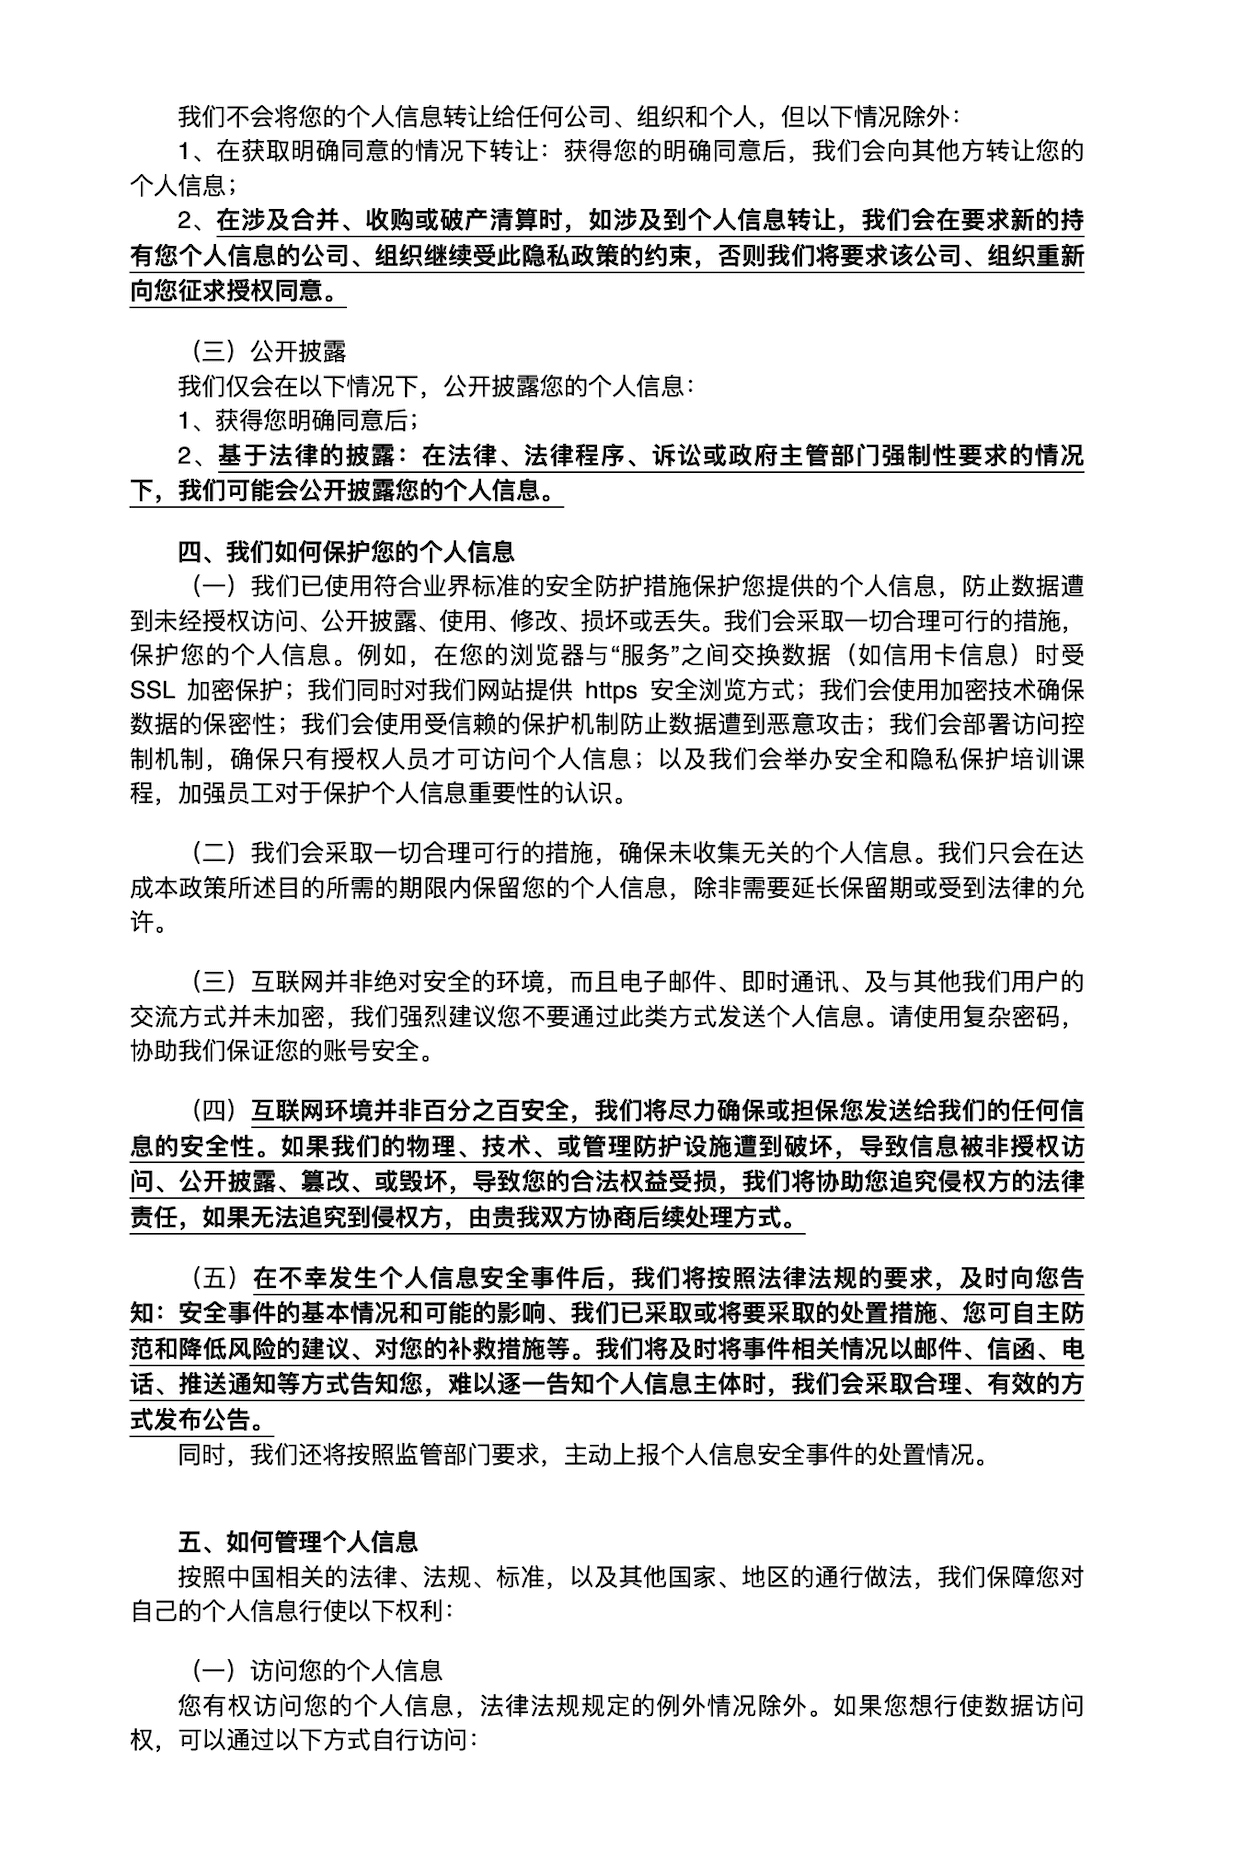 我们不会将您的个人信息转让给任何公司、组织和个人，但以下情况除外：
1、在获取明确同意的情况下转让：获得您的明确同意后，我们会向其他方转让您的
个人信息；
2、在涉及合并、收购或破产清算时，如涉及到个人信息转让，我们会在要求新的持
有您个人信息的公司、组织继续受此隐私政策的约束，否则我们将要求该公司、组织重新
向您征求授权同意。
（三）公开披露
我们仅会在以下情况下，公开披露您的个人信息：
1、获得您明确同意后；
2、基于法律的披露：在法律、法律程序、诉讼或政府主管部门强制性要求的情况
下，我们可能会公开披露您的个人信息。
四、我们如何保护您的个人信息
（一）我们已使用符合业界标准的安全防护措施保护您提供的个人信息，防止数据遭
到未经授权访问、公开披露、使用、修改、损坏或丢失。我们会采取一切合理可行的措施，
保护您的个人信息。例如，在您的浏览器与“服务”之间交换数据（如信用卡信息）时受
SSL 加密保护；我们同时对我们网站提供 https 安全浏览方式；我们会使用加密技术确保
数据的保密性；我们会使用受信赖的保护机制防止数据遭到恶意攻击；我们会部署访问控
制机制，确保只有授权人员才可访问个人信息；以及我们会举办安全和隐私保护培训课
程，加强员工对于保护个人信息重要性的认识。
（二）我们会采取一切合理可行的措施，确保未收集无关的个人信息。我们只会在达
成本政策所述目的所需的期限内保留您的个人信息，除非需要延长保留期或受到法律的允
许。
（三）互联网并非绝对安全的环境，而且电子邮件、即时通讯、及与其他我们用户的
交流方式并未加密，我们强烈建议您不要通过此类方式发送个人信息。请使用复杂密码，
协助我们保证您的账号安全。
（四）互联网环境并非百分之百安全，我们将尽力确保或担保您发送给我们的任何信
息的安全性。如果我们的物理、技术、或管理防护设施遭到破坏，导致信息被非授权访
问、公开披露、篡改、或毁坏，导致您的合法权益受损，我们将协助您追究侵权方的法律
责任，如果无法追究到侵权方，由贵我双方协商后续处理方式。
（五）在不幸发生个人信息安全事件后，我们将按照法律法规的要求，及时向您告
知：安全事件的基本情况和可能的影响、我们已采取或将要采取的处置措施、您可自主防
范和降低风险的建议、对您的补救措施等。我们将及时将事件相关情况以邮件、信函、电
话、推送通知等方式告知您，难以逐一告知个人信息主体时，我们会采取合理、有效的方
式发布公告。
同时，我们还将按照监管部门要求，主动上报个人信息安全事件的处置情况。
五、如何管理个人信息
按照中国相关的法律、法规、标准，以及其他国家、地区的通行做法，我们保障您对
自己的个人信息行使以下权利：
（一）访问您的个人信息
您有权访问您的个人信息，法律法规规定的例外情况除外。如果您想行使数据访问
权，可以通过以下方式自行访问：